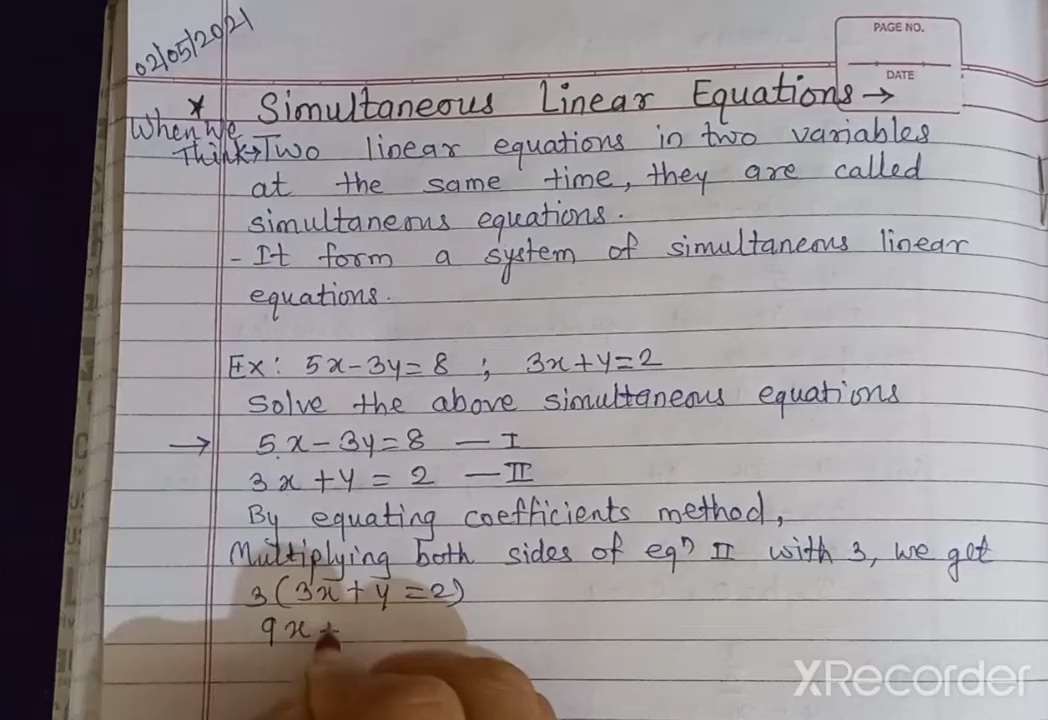 02/05/2021
PAGE NO.
DATE
* Simultaneous Linear Equations →
When we
Think → Two linear equations in two variables
at the same time, they are called
simultaneous equations.
- It form a system of simultaneous linear
equations.
Ex: 5x - 3y = 8 ; 3x + y = 2
Solve the above simultaneous equations
→ 5x - 3y = 8 — I
3x + y = 2 — II
By equating coefficients method,
Multiplying both sides of eqⁿ II with 3, we get
3(3x + y = 2)
9x +
XRecorder